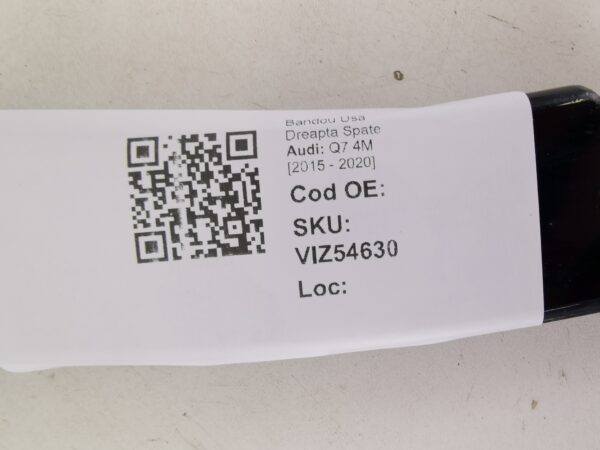 Bandou Usa
Dreapta Spate
Audi: Q7 4M
[2015 - 2020]
Cod OE:
SKU:
VIZ54630
Loc: